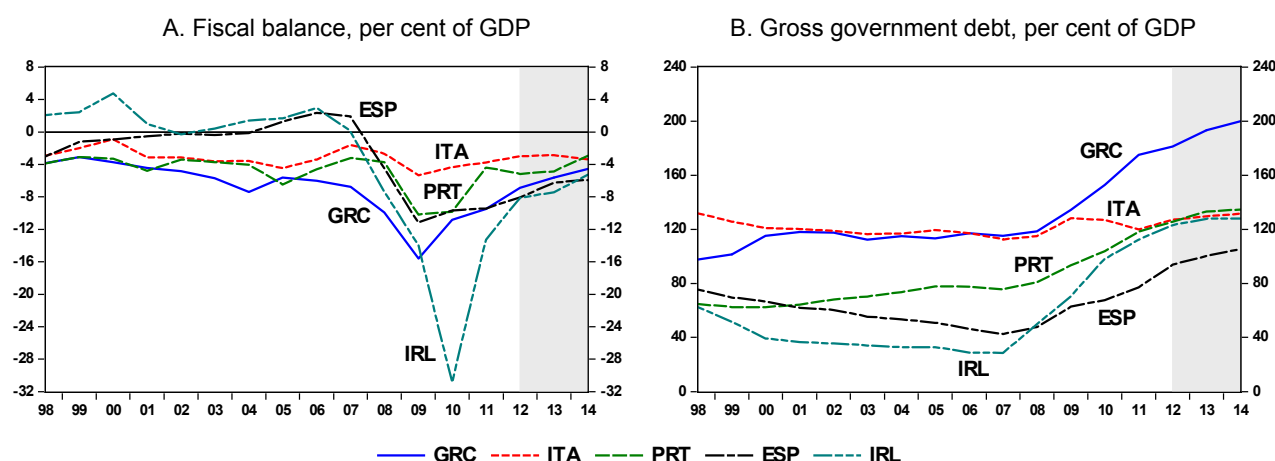 A. Fiscal balance, per cent of GDP
8 8
4 4
0 0
-4 -4
-8 -8
-12 -12
-16 -16
-20 -20
-24 -24
-28 -28
-32 -32
98 99 00 01 02 03 04 05 06 07 08 09 10 11 12 13 14
ESP
ITA
PRT
GRC
IRL
B. Gross government debt, per cent of GDP
240 240
200 200
160 160
120 120
80 80
40 40
0 0
98 99 00 01 02 03 04 05 06 07 08 09 10 11 12 13 14
GRC
ITA
PRT
ESP
IRL
GRC ITA PRT ESP IRL